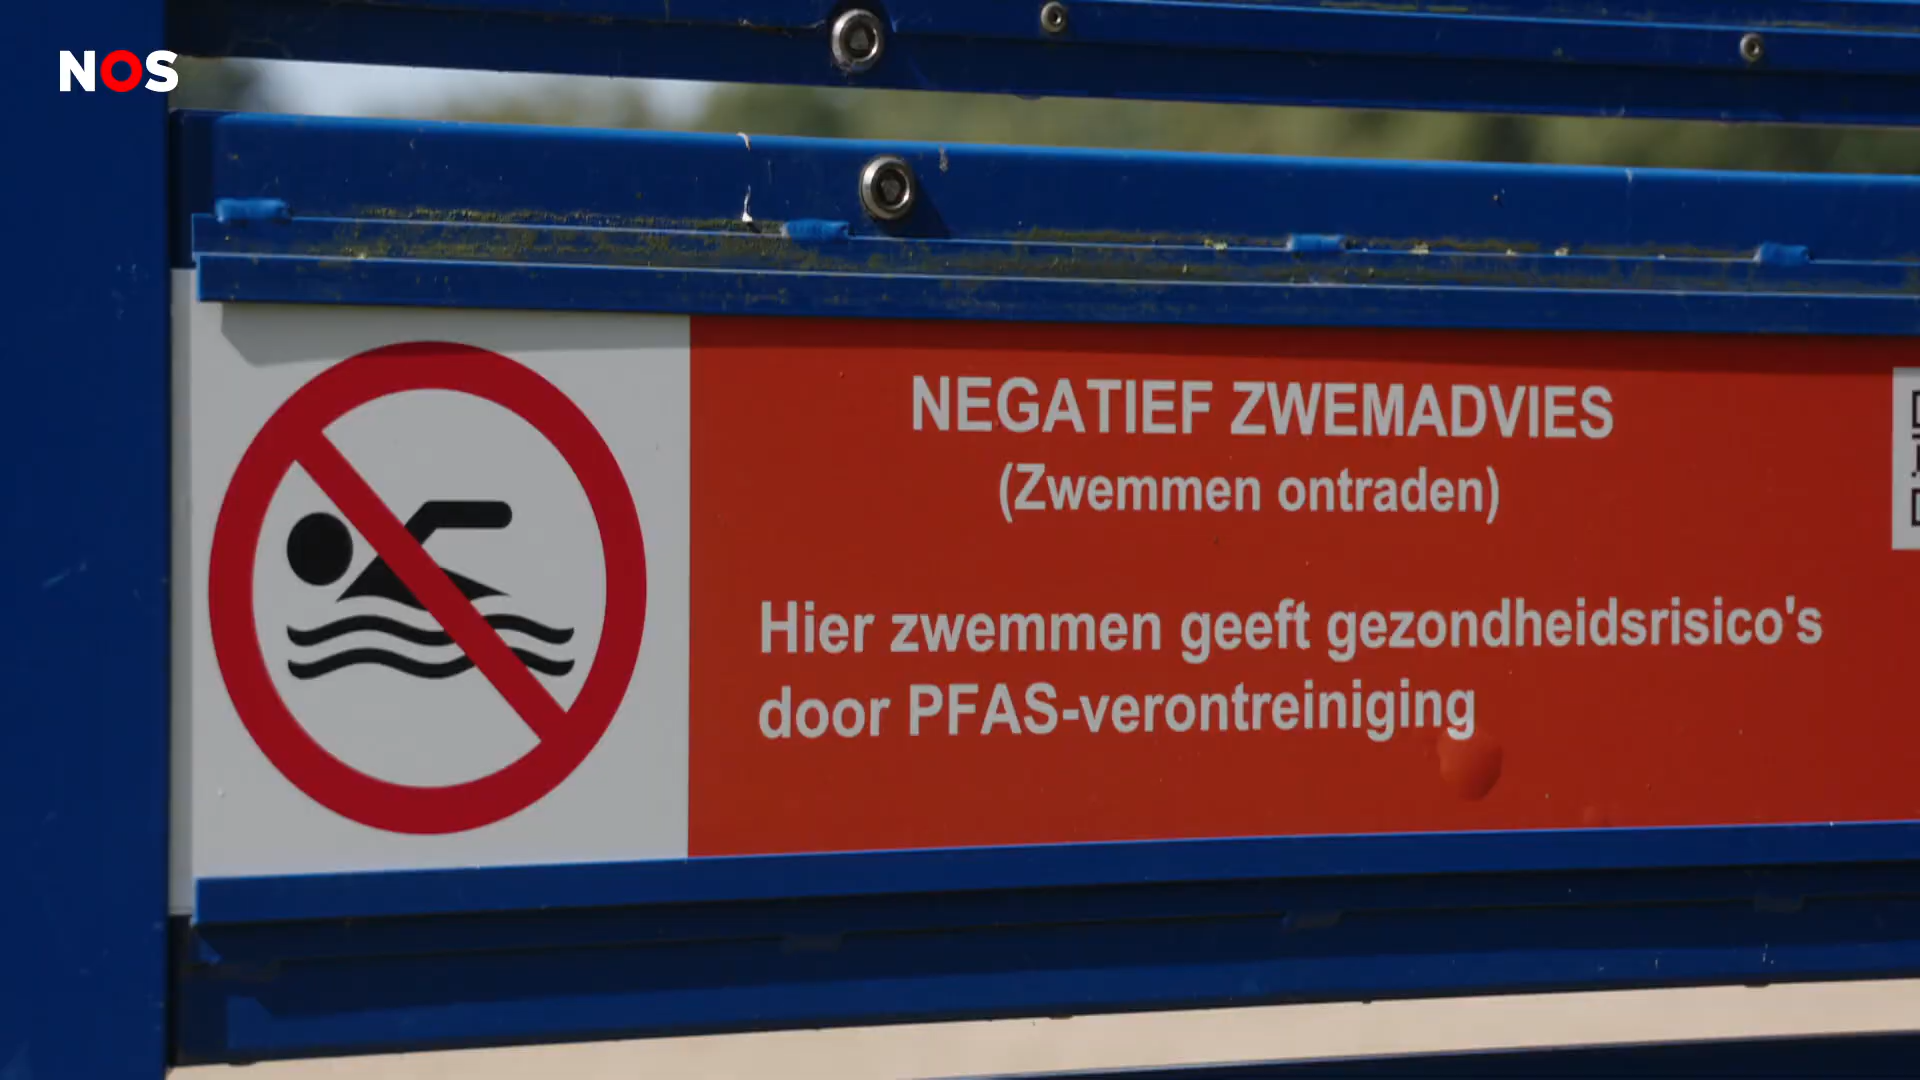 NOS
NEGATIEF ZWEMADVIES
(Zwemmen ontraden)
Hier zwemmen geeft gezondheidsrisico's
door PFAS-verontreiniging